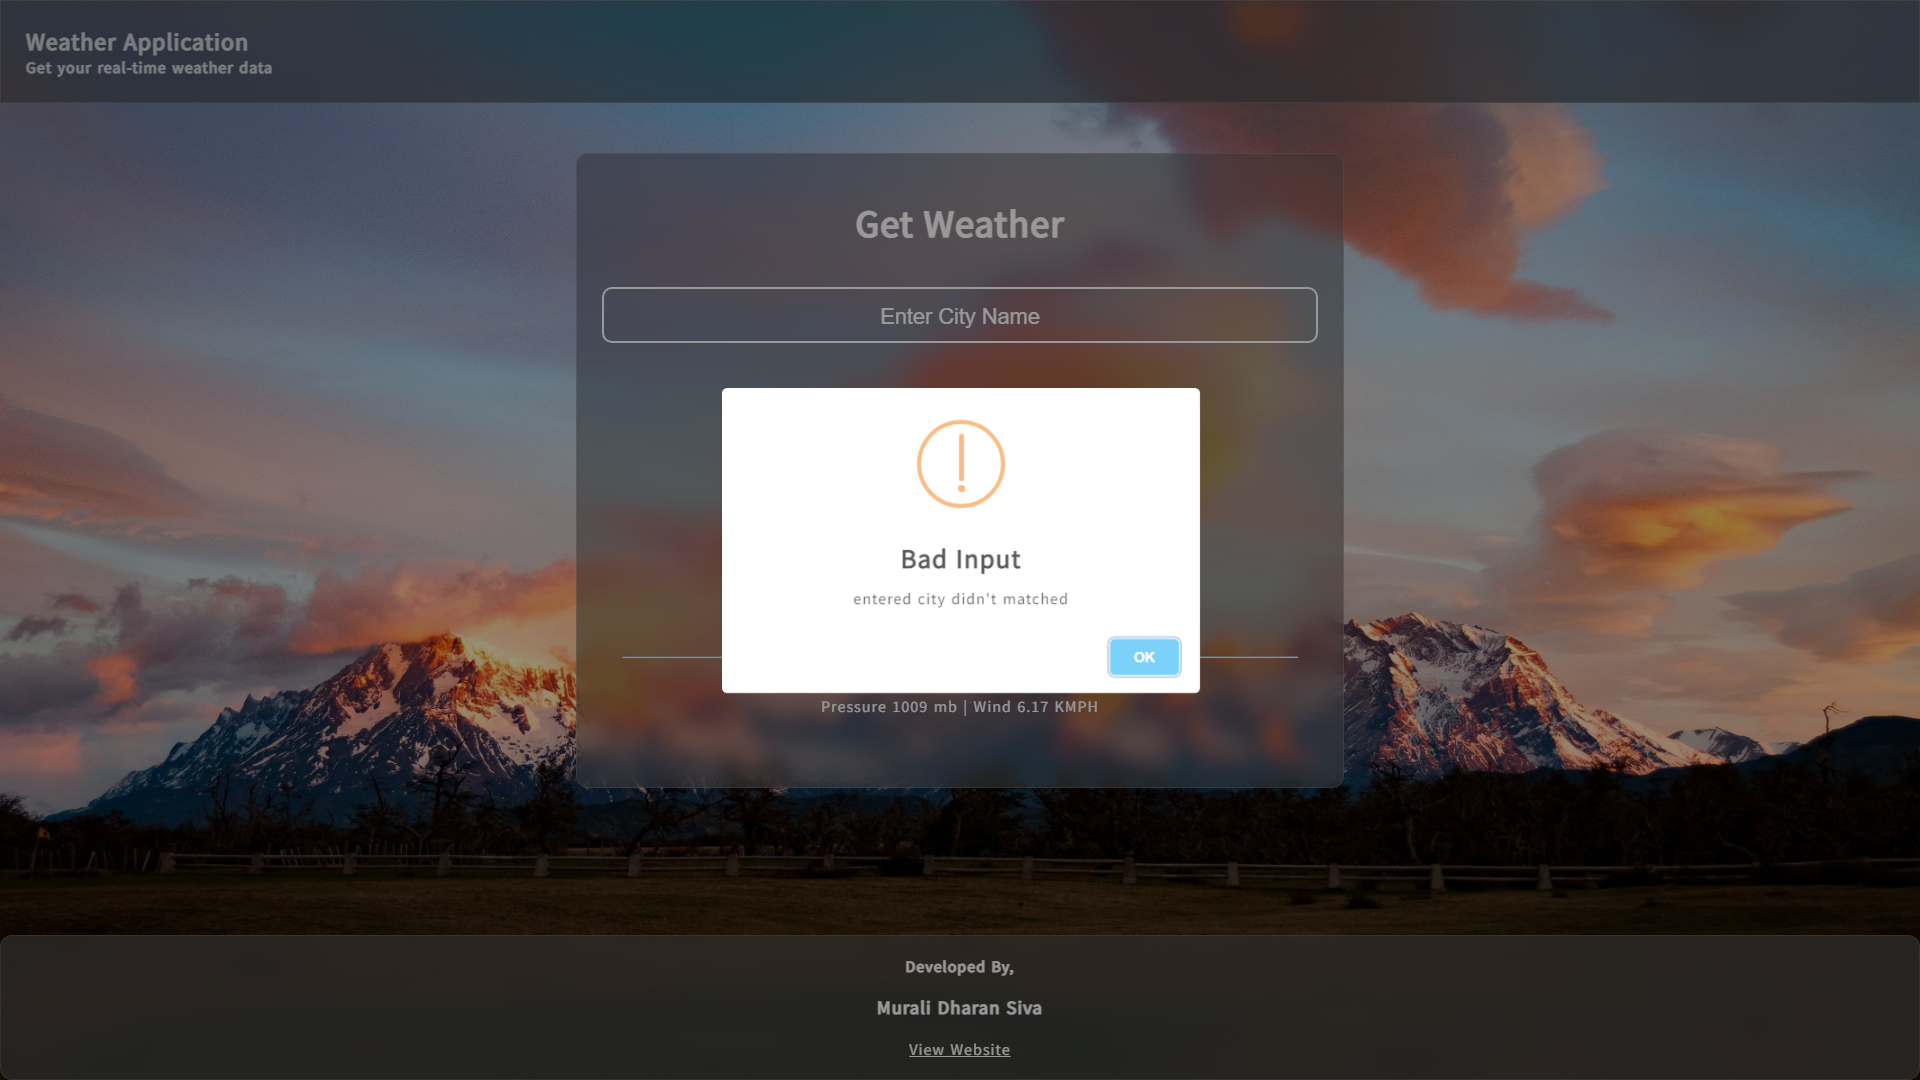 Weather Application
Get your real-time weather data
Get Weather
Enter City Name
Bad Input
entered city didn't matched
OK
Pressure 1009 mb | Wind 6.17 KMPH
Developed By,
Murali Dharan Siva
View Website